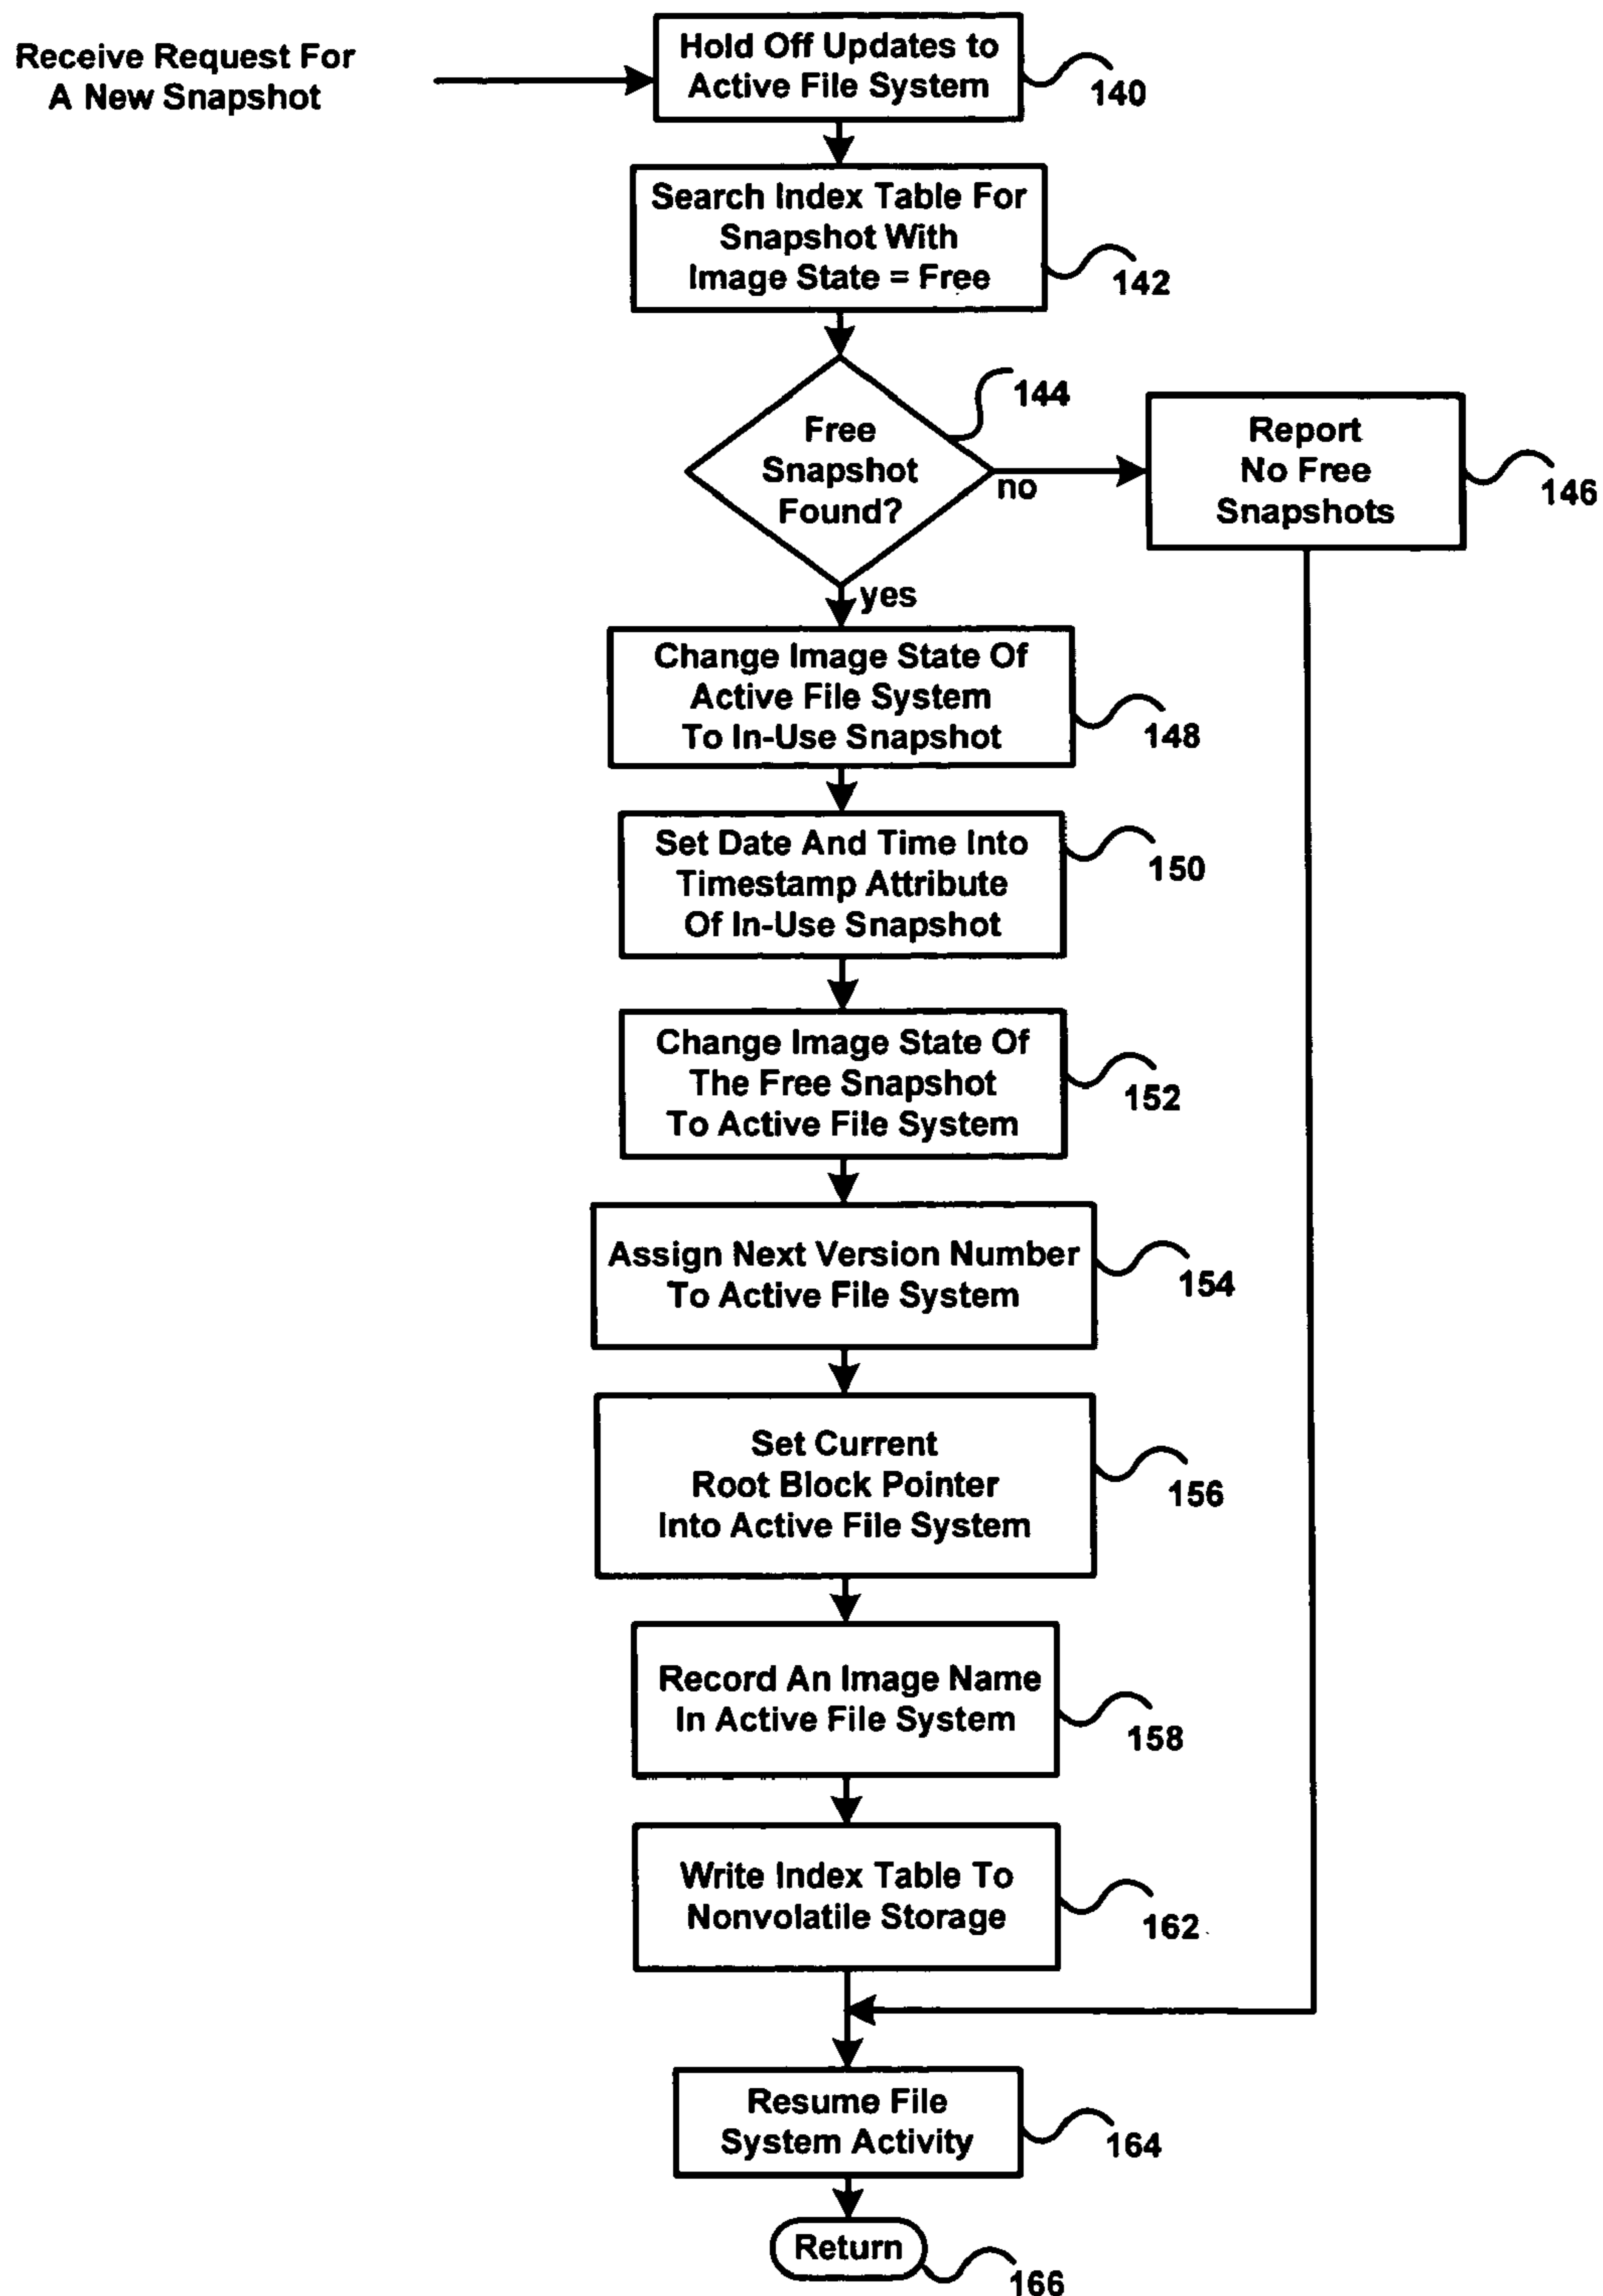 Receive Request For
A New Snapshot
Hold Off Updates to
Active File System
140
Search Index Table For
Snapshot With
Image State = Free
142
144
Free
Snapshot
Found?
no
Report
No Free
Snapshots
146
yes
Change Image State Of
Active File System
To In-Use Snapshot
148
Set Date And Time Into
Timestamp Attribute
Of In-Use Snapshot
150
Change Image State Of
The Free Snapshot
To Active File System
152
Assign Next Version Number
To Active File System
154
Set Current
Root Block Pointer
Into Active File System
156
Record An Image Name
In Active File System
158
Write Index Table To
Nonvolatile Storage
162
Resume File
System Activity
164
Return
166